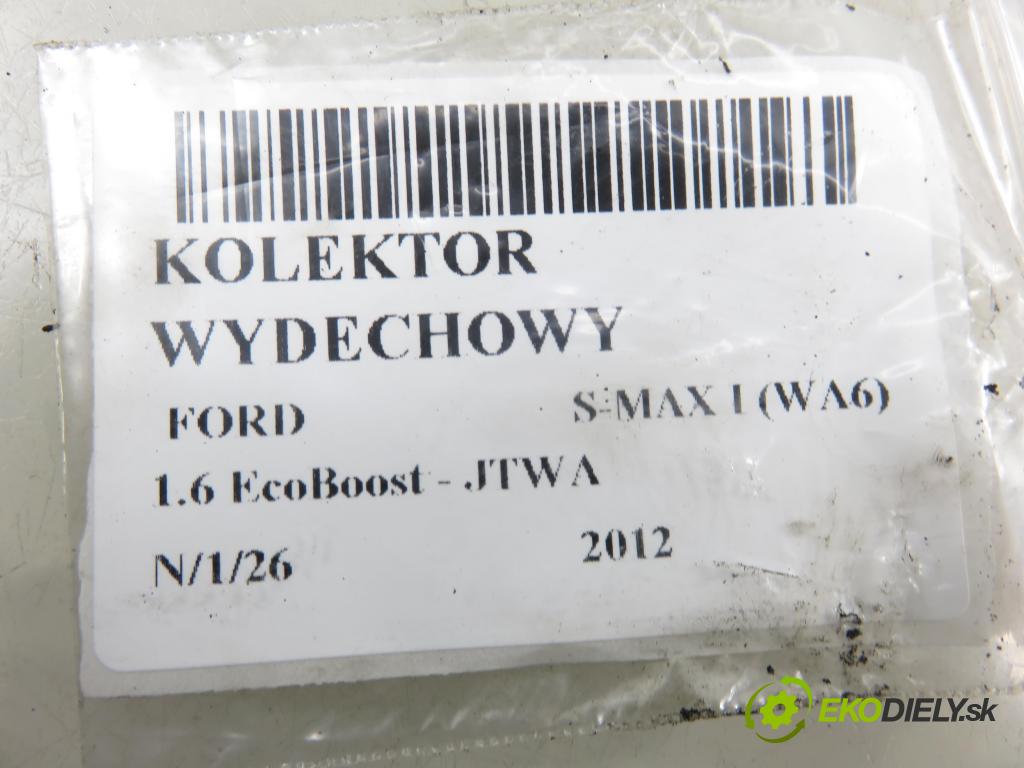 KOLEKTOR
WYDECHOWY
FORD S-MAX I (WA6)
1.6 EcoBoost - JTWA
N/1/26 2012
EKODIELY.sk